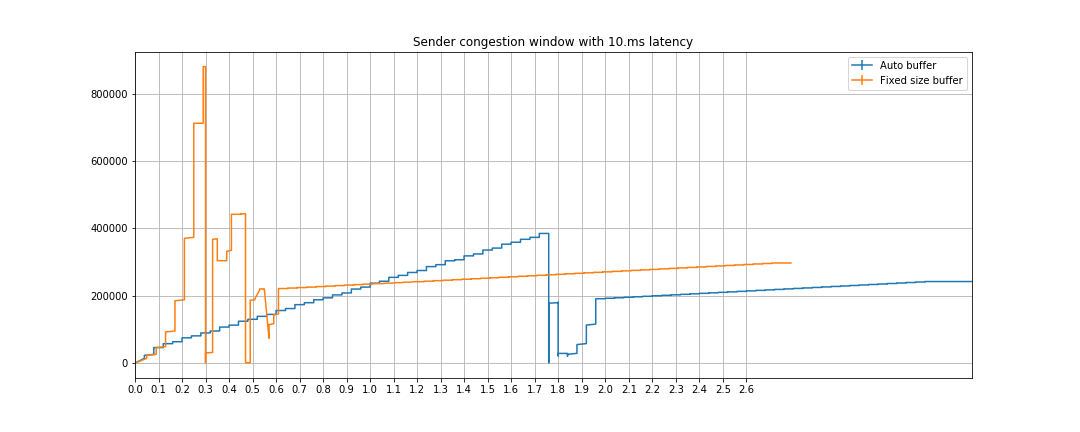 Sender congestion window with 10.ms latency
Auto buffer
Fixed size buffer
800000
600000
400000
200000
0
0.0 0.1 0.2 0.3 0.4 0.5 0.6 0.7 0.8 0.9 1.0 1.1 1.2 1.3 1.4 1.5 1.6 1.7 1.8 1.9 2.0 2.1 2.2 2.3 2.4 2.5 2.6